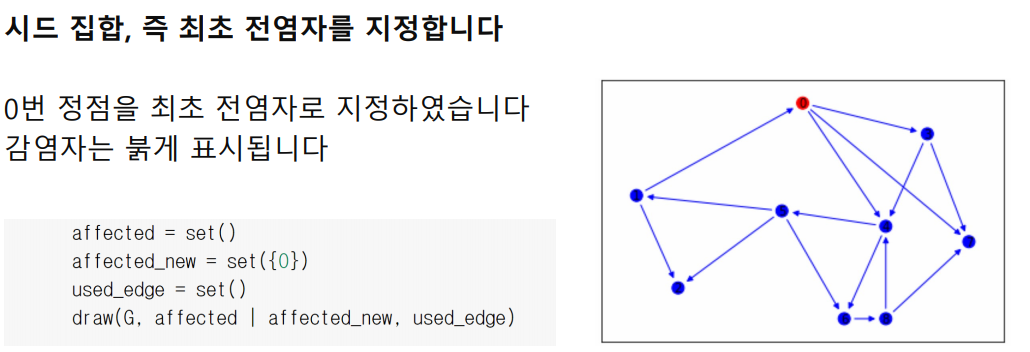 시드 집합, 즉 최초 전염자를 지정합니다
0번 정점을 최초 전염자로 지정하였습니다
감염자는 붉게 표시됩니다
affected = set()
affected_new = set({0})
used_edge = set()
draw(G, affected | affected_new, used_edge)
0